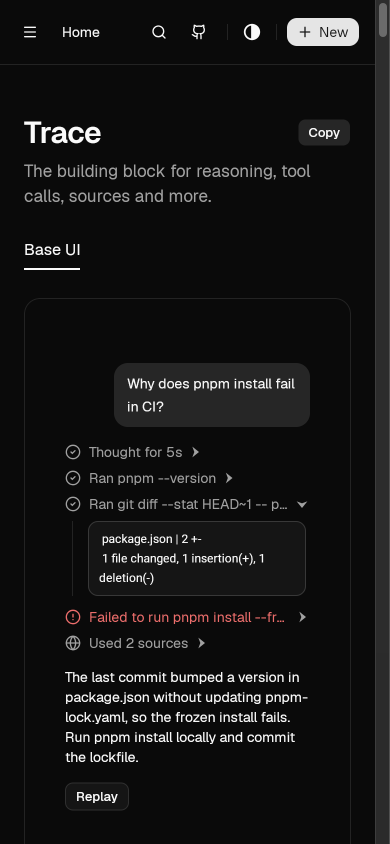 Home
New
Trace
Copy
The building block for reasoning, tool
calls, sources and more.
Base UI
Why does pnpm install fail
in CI?
Thought for 5s
Ran pnpm --version
Ran git diff --stat HEAD~1 -- p...
package.json | 2 +-
1 file changed, 1 insertion(+), 1
deletion(-)
Failed to run pnpm install --fr...
Used 2 sources
The last commit bumped a version in
package.json without updating pnpm-
lock.yaml, so the frozen install fails.
Run pnpm install locally and commit
the lockfile.
Replay